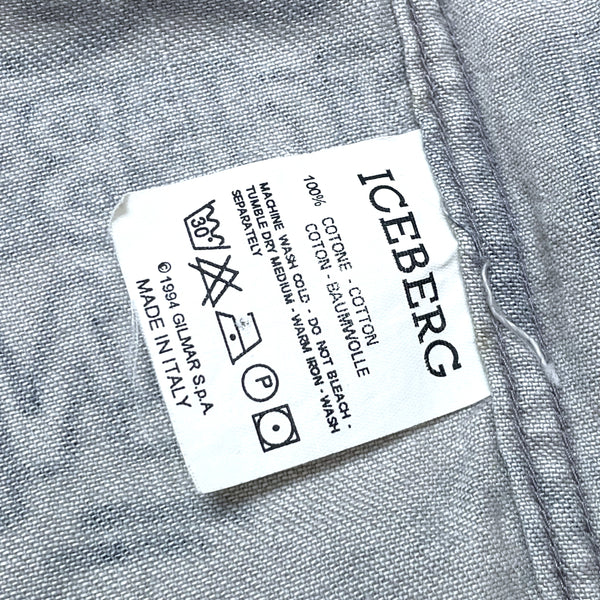 ICEBERG
100% COTONE - COTTON
COTON - BAUMWOLLE
MACHINE WASH COLD - DO NOT BLEACH -
TUMBLE DRY MEDIUM - WARM IRON - WASH
SEPARATELY
30°
P
© 1994 GILMAR S.P.A.
MADE IN ITALY